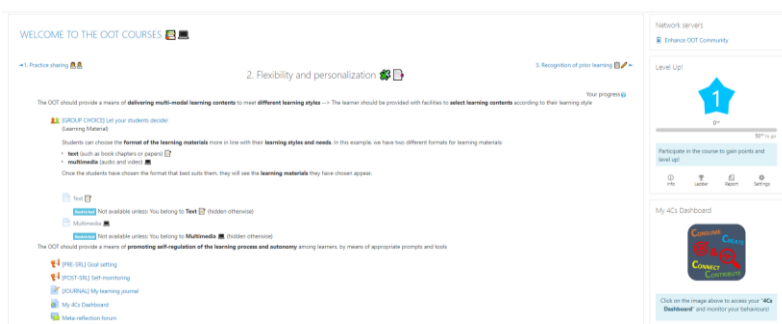 WELCOME TO THE OOT COURSES
1. Practice sharing
3. Recognition of prior learning
2. Flexibility and personalization
Your progress
The OOT should provide a means of delivering multi-modal learning contents to meet different learning styles --> The learner should be provided with facilities to select learning contents according to their learning style
[GROUP CHOICE] Let your students decide!
(Learning Material)
Students can choose the format of the learning materials more in line with their learning styles and needs. In this example, we have two different formats for learning materials
• text (such as book chapters or papers)
• multimedia (audio and video)
Once the students have chosen the format that best suits them, they will see the learning materials they have chosen appear.
Text
Restricted Not available unless: You belong to Text (hidden otherwise)
Multimedia
Restricted Not available unless: You belong to Multimedia (hidden otherwise)
The OOT should provide a means of promoting self-regulation of the learning process and autonomy among learners, by means of appropriate prompts and tools
[PRE-SRL] Goal setting
[POST-SRL] Self-monitoring
[JOURNAL] My learning journal
My 4Cs Dashboard
Meta-reflection forum
Network servers
Enhance OOT Community
Level Up!
1
0xp
to go
Participate in the course to gain points and
level up!
Info Ladder Report Settings
My 4Cs Dashboard
CONSUME
CREATE
CONNECT
CONTRIBUTE
Click on the image above to access your '4Cs
Dashboard' and monitor your behaviours!